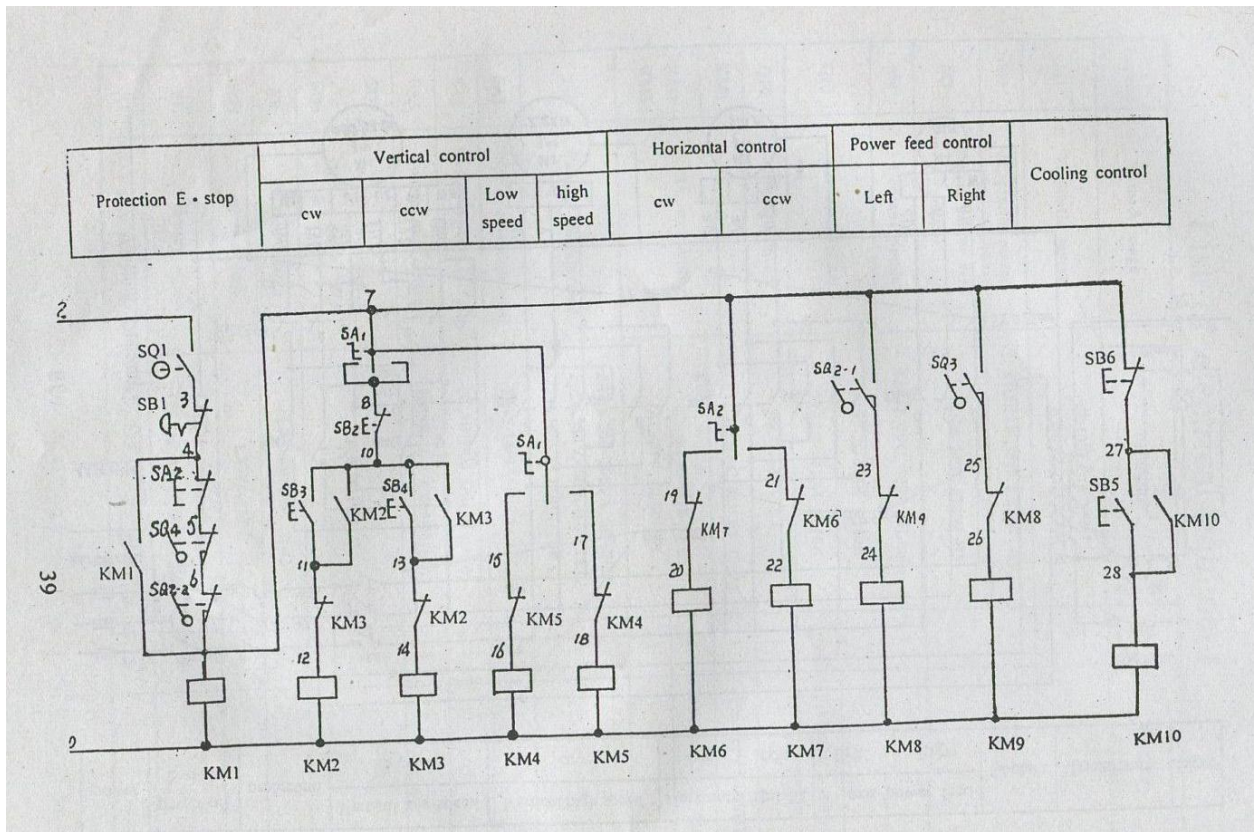 Protection E·stop
Vertical control
cw
ccw
Low speed
high speed
Horizontal control
cw
ccw
Power feed control
Left
Right
Cooling control
2
7
SQ1
3
SB1
4
SA2
5
SQ4
6
SQ2-2
KM1
SA1
8
SB2
10
SB3
KM2
SB4
KM3
11
13
KM3
KM2
12
14
SA1
15
17
KM5
KM4
16
18
SA2
19
21
KM7
KM6
20
22
SQ2-1
23
KM9
24
SQ3
25
KM8
26
SB6
27
SB5
KM10
28
39
0
KM1
KM2
KM3
KM4
KM5
KM6
KM7
KM8
KM9
KM10